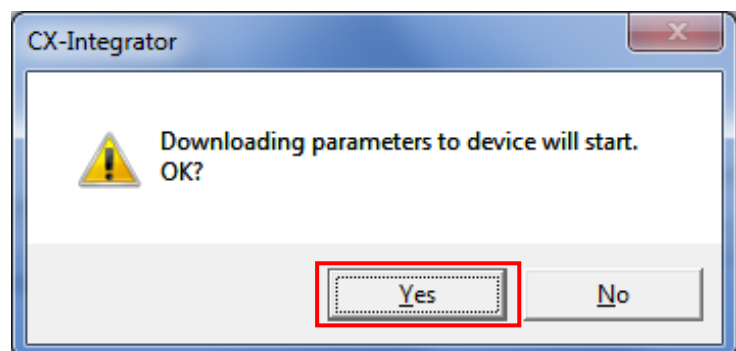 CX-Integrator
Downloading parameters to device will start.
OK?
Yes
No